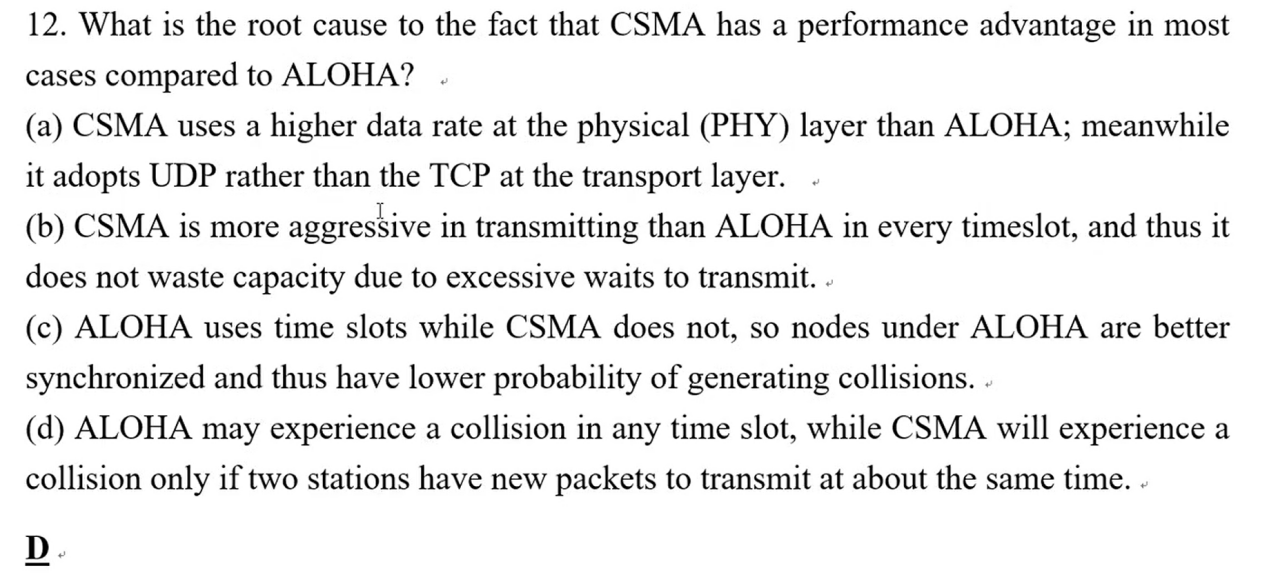 12. What is the root cause to the fact that CSMA has a performance advantage in most
cases compared to ALOHA?
(a) CSMA uses a higher data rate at the physical (PHY) layer than ALOHA; meanwhile
it adopts UDP rather than the TCP at the transport layer.
(b) CSMA is more aggressive in transmitting than ALOHA in every timeslot, and thus it
does not waste capacity due to excessive waits to transmit.
(c) ALOHA uses time slots while CSMA does not, so nodes under ALOHA are better
synchronized and thus have lower probability of generating collisions.
(d) ALOHA may experience a collision in any time slot, while CSMA will experience a
collision only if two stations have new packets to transmit at about the same time.
D